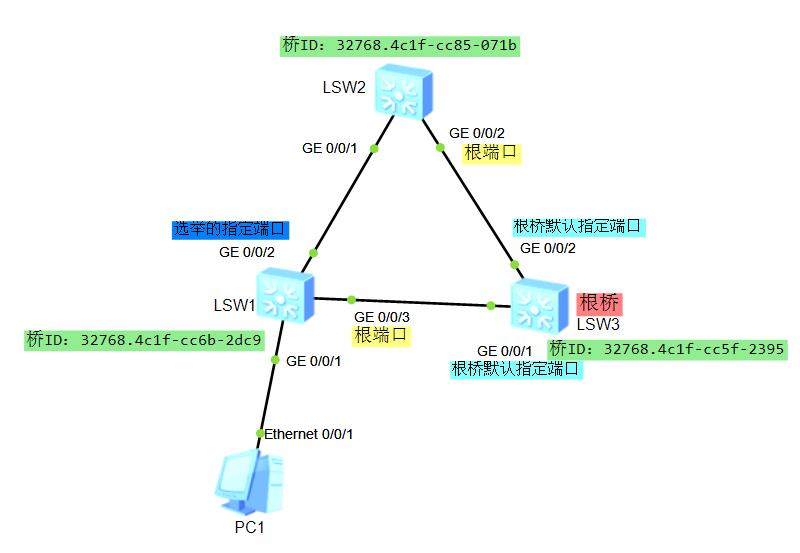 桥ID: 32768.4c1f-cc85-071b
LSW2
GE 0/0/2
GE 0/0/1
根端口
选举的指定端口
根桥默认指定端口
GE 0/0/2
GE 0/0/2
根桥
LSW1
GE 0/0/3
LSW3
根端口
桥ID: 32768.4c1f-cc6b-2dc9
GE 0/0/1
桥ID: 32768.4c1f-cc5f-2395
GE 0/0/1
根桥默认指定端口
Ethernet 0/0/1
PC1